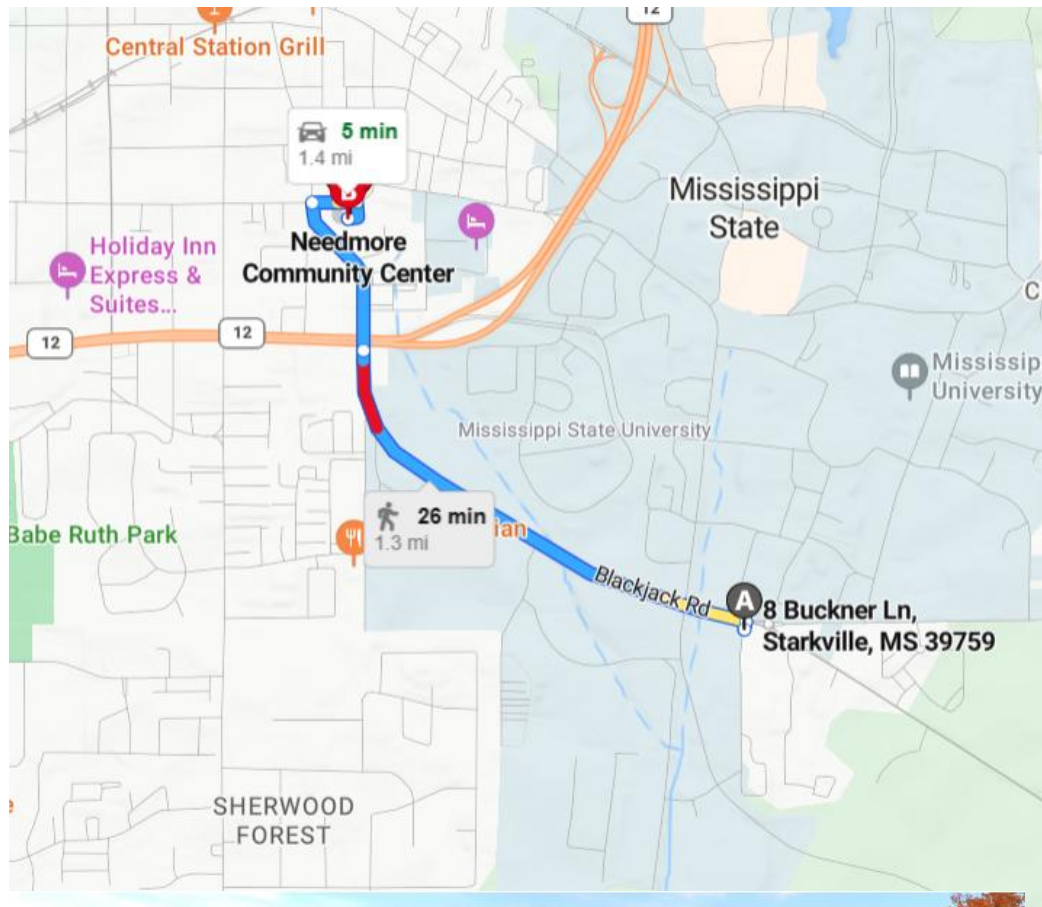 12
Central Station Grill
5 min
1.4 mi
Mississippi
State
Needmore
Community Center
Holiday Inn
Express &
Suites...
12
12
Mississip
University
Mississippi State University
26 min
1.3 mi
ian
Babe Ruth Park
Blackjack Rd
A
8 Buckner Ln,
Starkville, MS 39759
SHERWOOD
FOREST